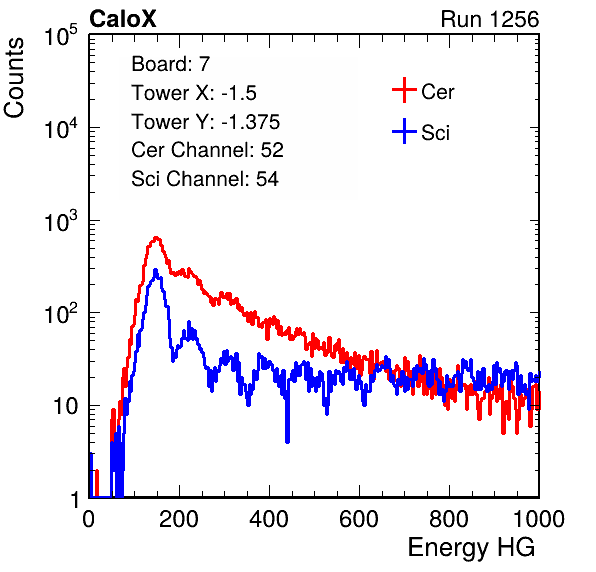 CaloX Run 1256
Counts
10^5
10^4
10^3
10^2
10
1
Board: 7
Tower X: -1.5
Tower Y: -1.375
Cer Channel: 52
Sci Channel: 54
Cer
Sci
0 200 400 600 800 1000
Energy HG